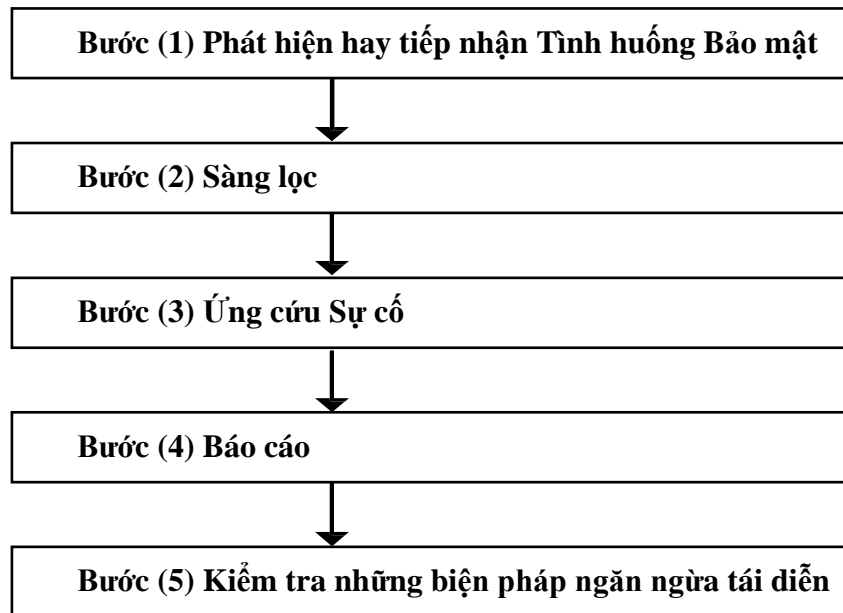 Bước (1) Phát hiện hay tiếp nhận Tình huống Bảo mật
Bước (2) Sàng lọc
Bước (3) Ứng cứu Sự cố
Bước (4) Báo cáo
Bước (5) Kiểm tra những biện pháp ngăn ngừa tái diễn